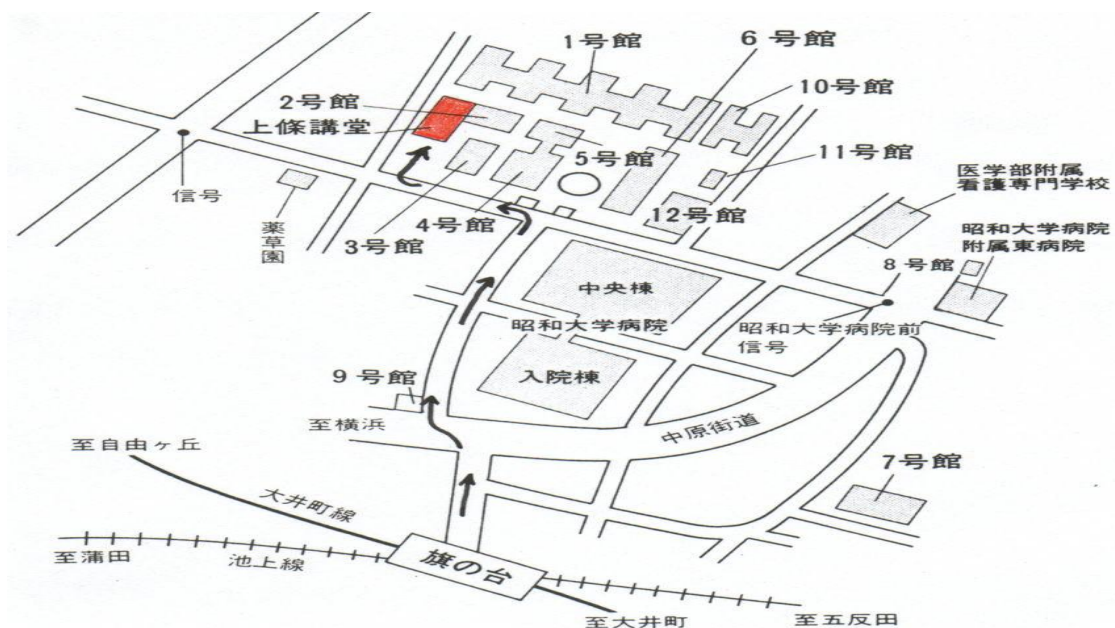 1号館
6号館
10号館
2号館
上條講堂
5号館
11号館
医学部附属
看護専門学校
信号
薬草園
3号館
4号館
12号館
昭和大学病院
附属東病院
8号館
中央棟
昭和大学病院
昭和大学病院前
信号
入院棟
9号館
至横浜
中原街道
至自由ヶ丘
7号館
大井町線
至蒲田
池上線
旗の台
至大井町
至五反田